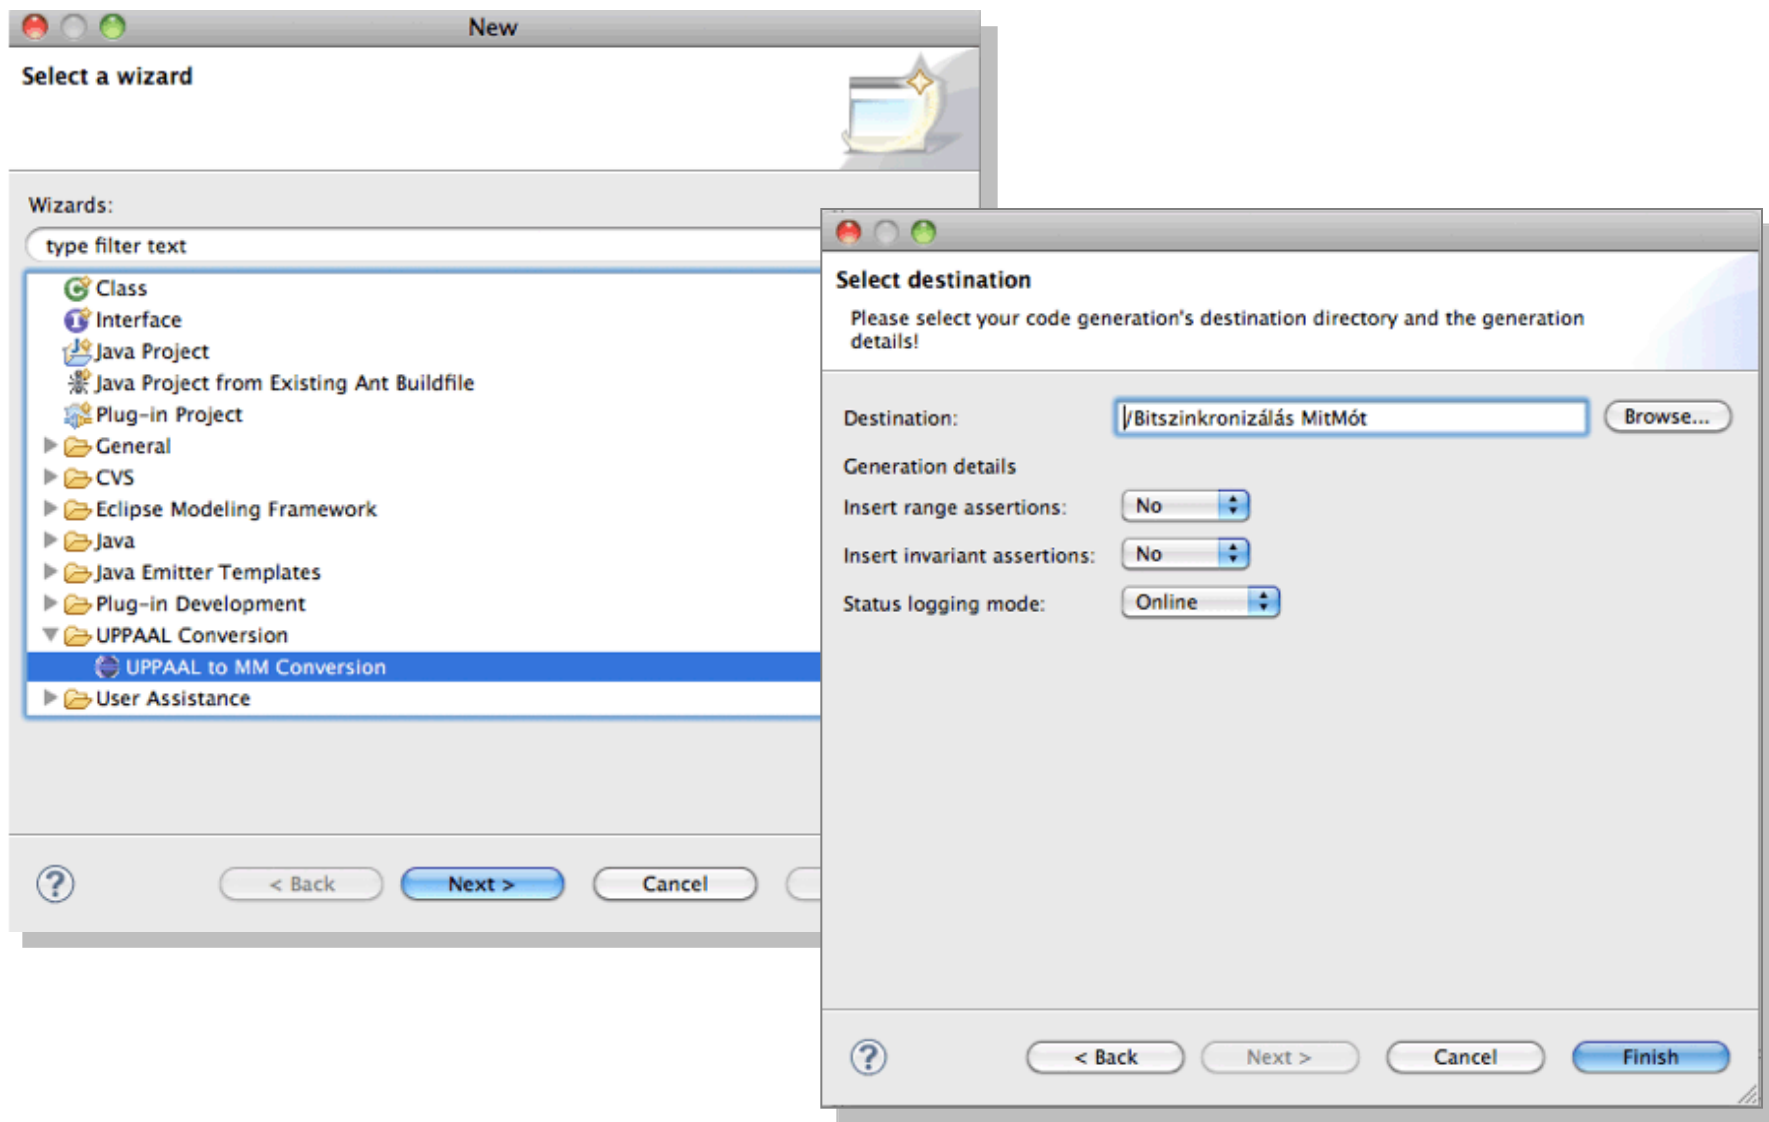 New
Select a wizard
Wizards:
type filter text
Class
Interface
Java Project
Java Project from Existing Ant Buildfile
Plug-in Project
General
CVS
Eclipse Modeling Framework
Java
Java Emitter Templates
Plug-in Development
UPPAAL Conversion
UPPAAL to MM Conversion
User Assistance
? < Back Next > Cancel
Select destination
Please select your code generation's destination directory and the generation
details!
Destination: /Bitszinkronizálás MitMót Browse...
Generation details
Insert range assertions: No
Insert invariant assertions: No
Status logging mode: Online
? < Back Next > Cancel Finish